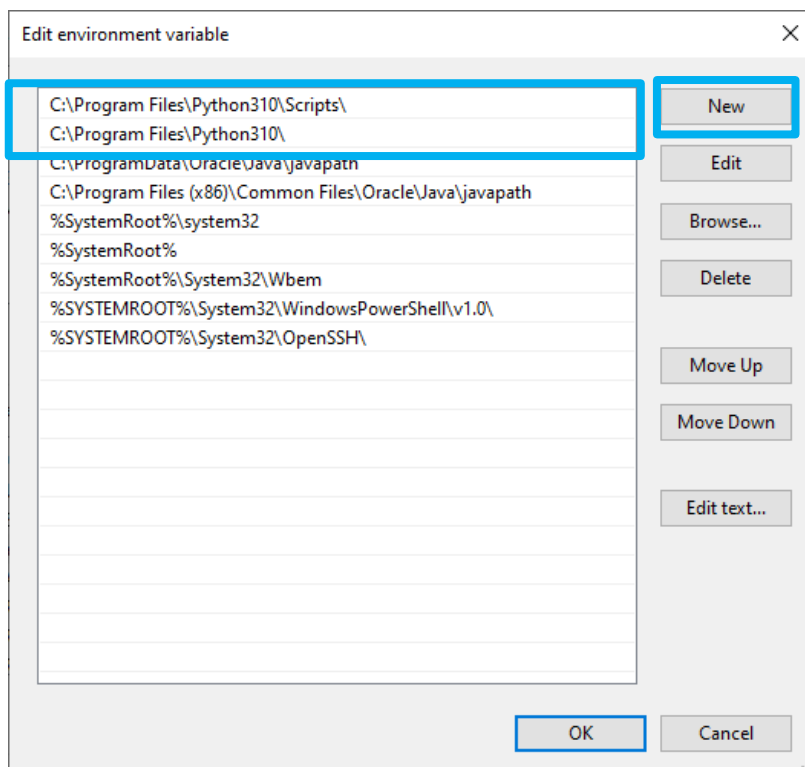 Edit environment variable
C:\Program Files\Python310\Scripts\
New
C:\Program Files\Python310\
C:\ProgramData\Oracle\Java\javapath
Edit
C:\Program Files (x86)\Common Files\Oracle\Java\javapath
%SystemRoot%\system32
Browse...
%SystemRoot%
%SystemRoot%\System32\Wbem
Delete
%SYSTEMROOT%\System32\WindowsPowerShell\v1.0\
%SYSTEMROOT%\System32\OpenSSH\
Move Up
Move Down
Edit text...
OK
Cancel